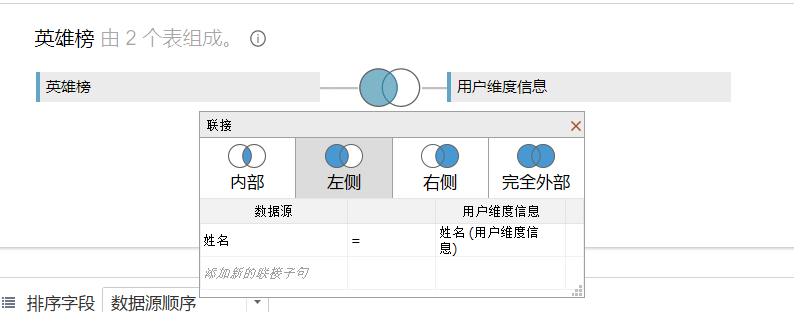 英雄榜 由 2 个表组成。
英雄榜
用户维度信息
联接
内部
左侧
右侧
完全外部
数据源
用户维度信息
姓名
=
姓名 (用户维度信
息)
添加新的联接子句
排序字段
数据源顺序